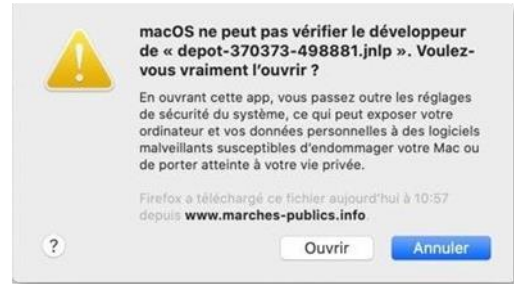 macOS ne peut pas vérifier le développeur
de « depot-370373-498881.jnlp ». Voulez-
vous vraiment l'ouvrir ?
En ouvrant cette app, vous passez outre les réglages
de sécurité du système, ce qui peut exposer votre
ordinateur et vos données personnelles à des logiciels
malveillants susceptibles d'endommager votre Mac ou
de porter atteinte à votre vie privée.
Firefox a téléchargé ce fichier aujourd'hui à 10:57
depuis www.marches-publics.info.
? Ouvrir Annuler